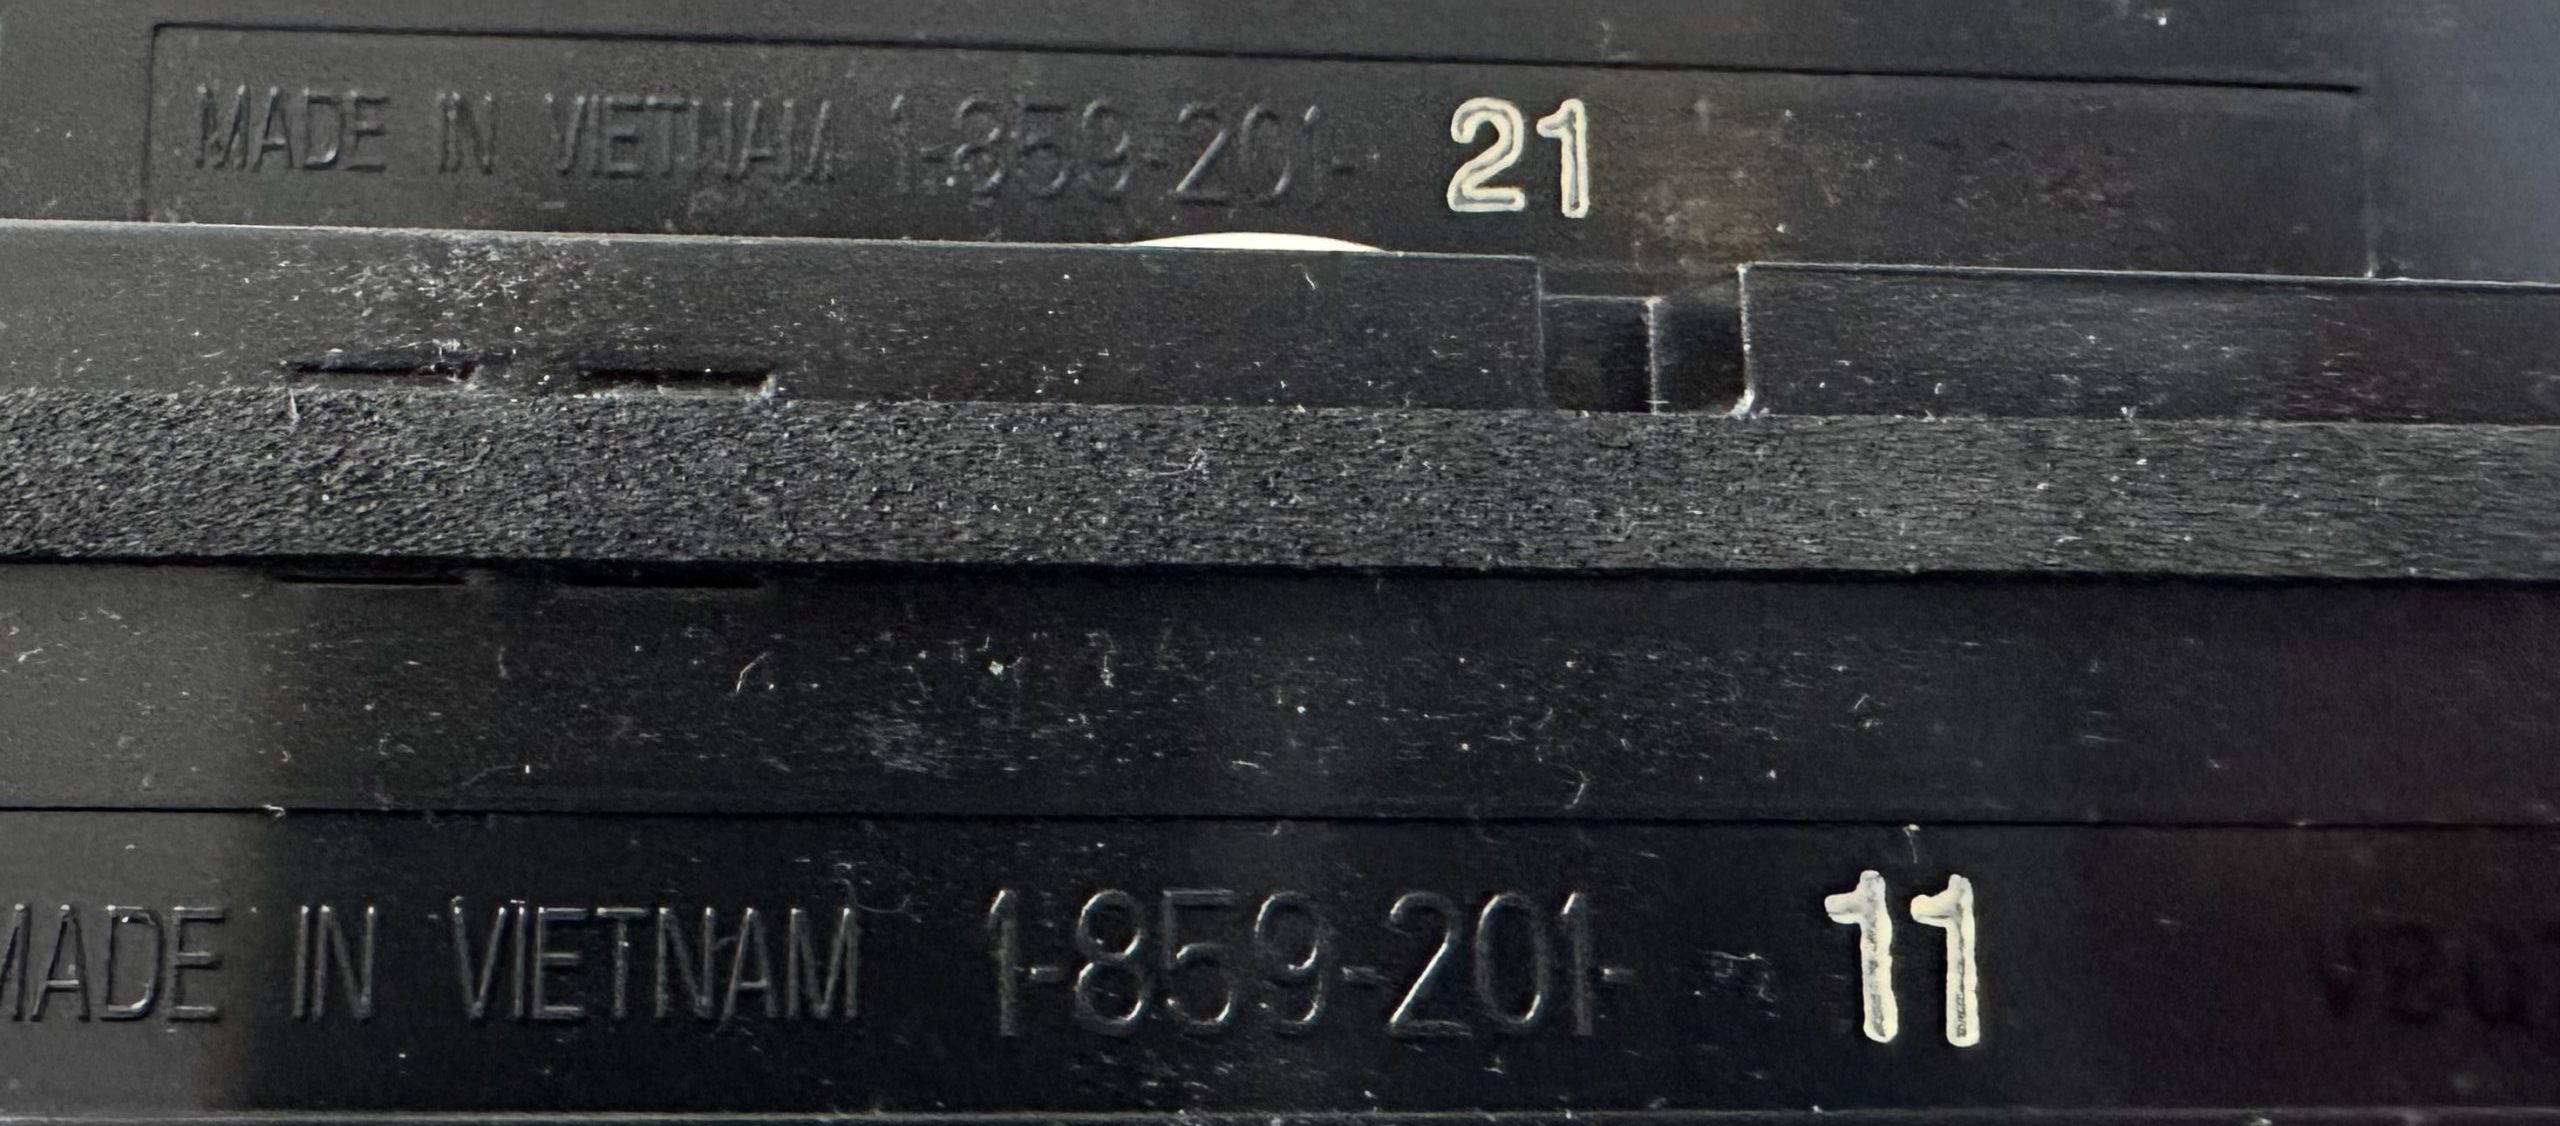 MADE IN VIETNAM 1-859-201- 21
MADE IN VIETNAM 1-859-201- 11